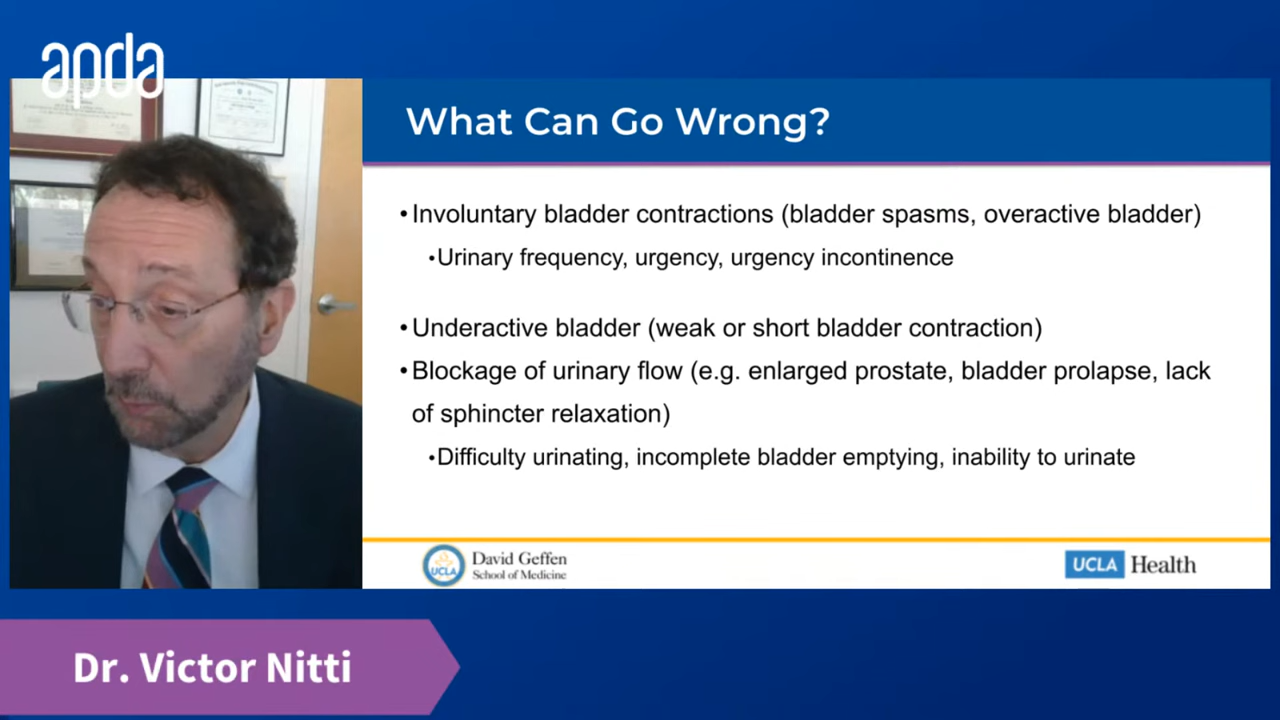 apda
What Can Go Wrong?
•Involuntary bladder contractions (bladder spasms, overactive bladder)
•Urinary frequency, urgency, urgency incontinence
•Underactive bladder (weak or short bladder contraction)
•Blockage of urinary flow (e.g. enlarged prostate, bladder prolapse, lack
of sphincter relaxation)
•Difficulty urinating, incomplete bladder emptying, inability to urinate
UCLA
David Geffen
School of Medicine
UCLA Health
Dr. Victor Nitti